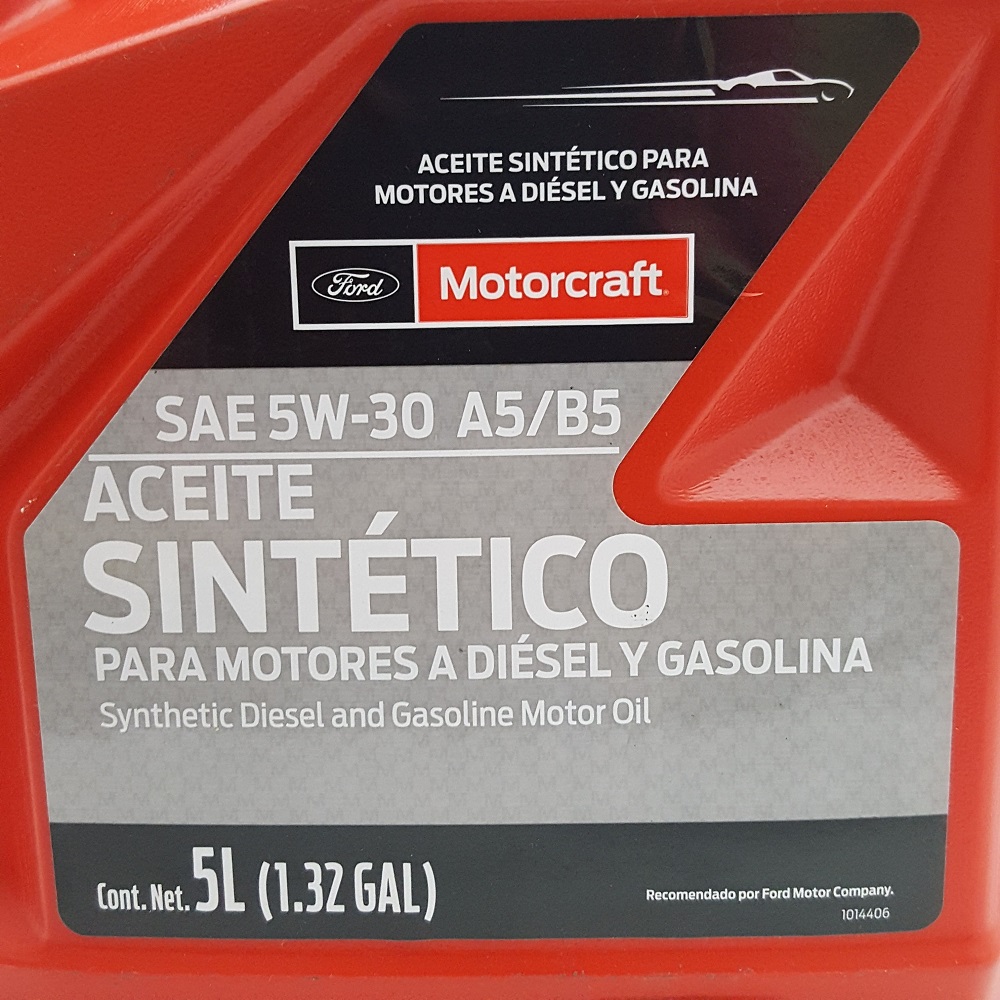 ACEITE SINTÉTICO PARA
MOTORES A DIÉSEL Y GASOLINA
Ford Motorcraft
SAE 5W-30 A5/B5
ACEITE
SINTÉTICO
PARA MOTORES A DIÉSEL Y GASOLINA
Synthetic Diesel and Gasoline Motor Oil
Cont. Net. 5L (1.32 GAL)
Recomendado por Ford Motor Company.
1014406